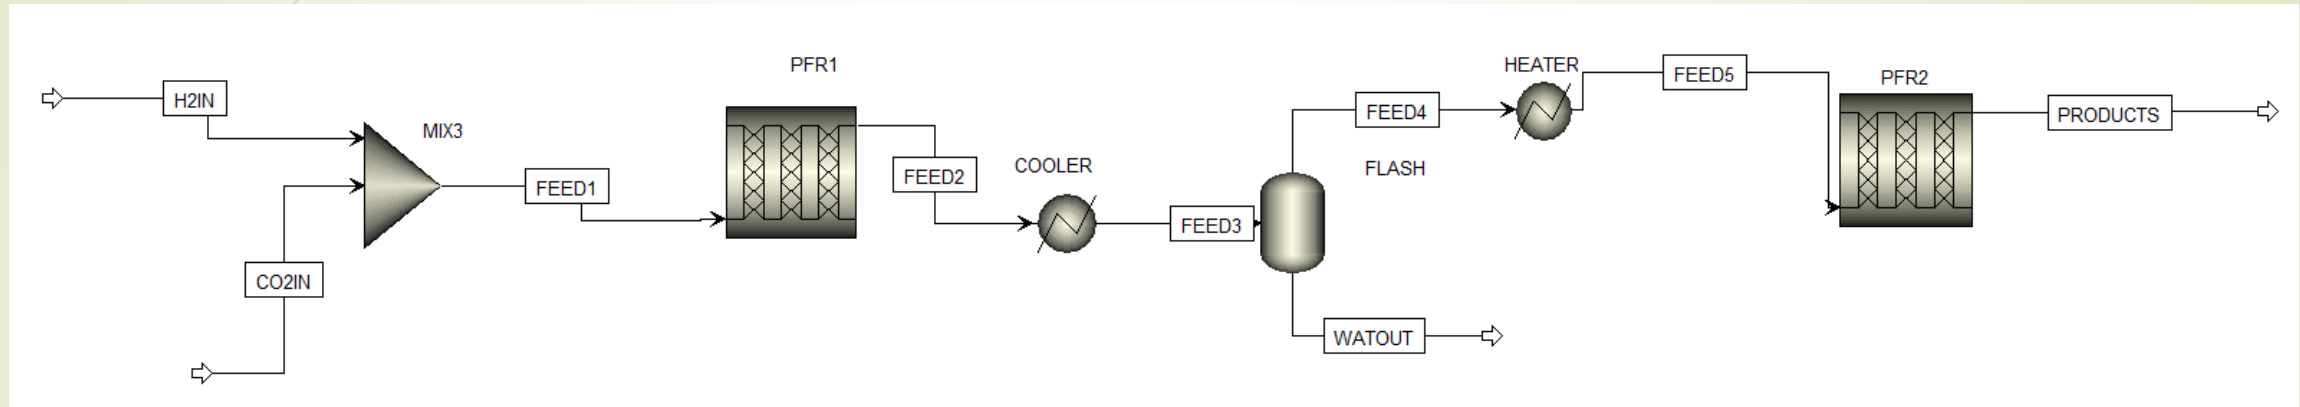 H2IN
MIX3
CO2IN
FEED1
PFR1
FEED2
COOLER
FEED3
FLASH
WATOUT
FEED4
HEATER
FEED5
PFR2
PRODUCTS